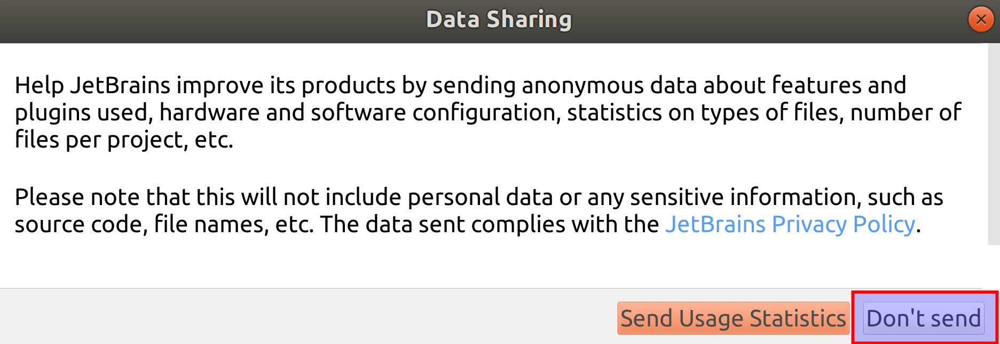 Data Sharing
Help JetBrains improve its products by sending anonymous data about features and
plugins used, hardware and software configuration, statistics on types of files, number of
files per project, etc.
Please note that this will not include personal data or any sensitive information, such as
source code, file names, etc. The data sent complies with the JetBrains Privacy Policy.
Send Usage Statistics Don't send